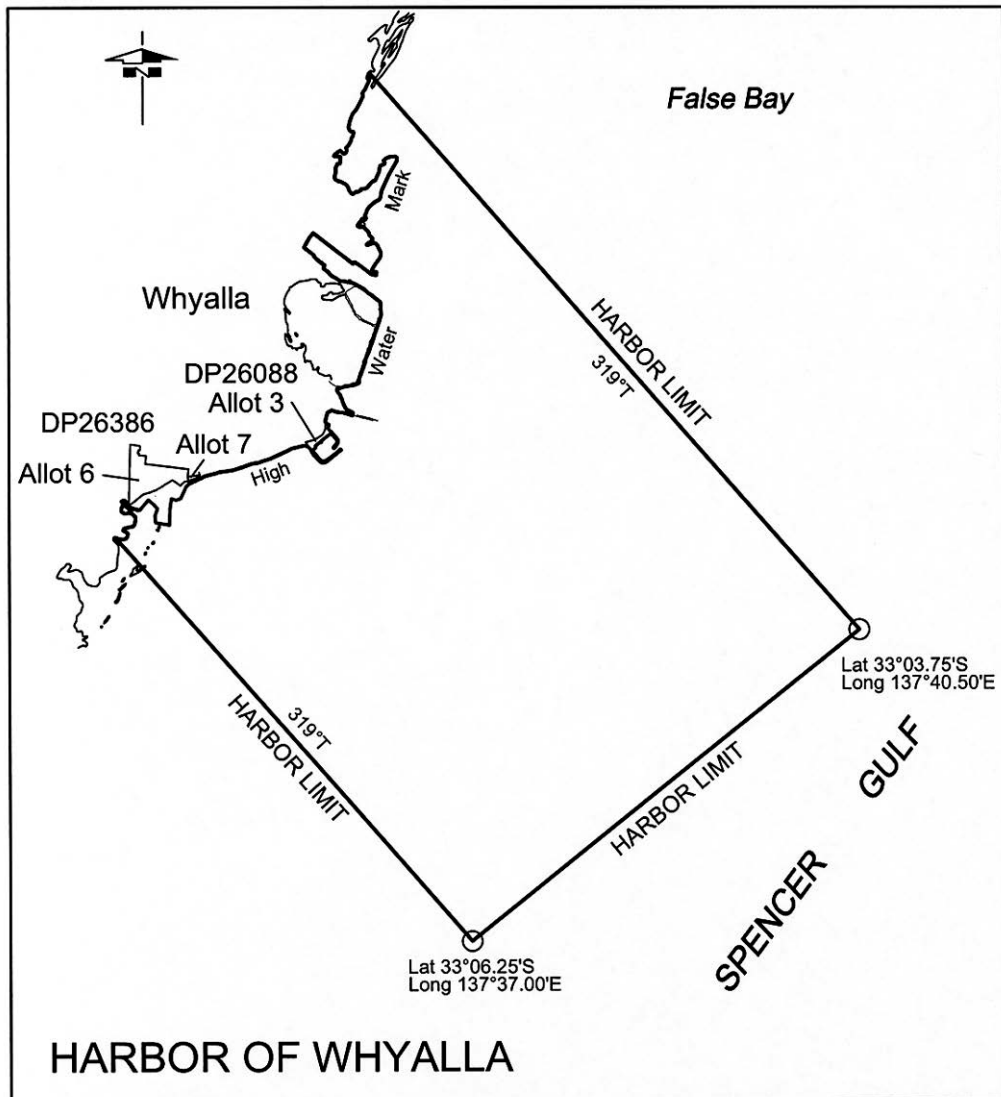 N
False Bay
Mark
Whyalla
Water
DP26088
Allot 3
DP26386
Allot 7
Allot 6
High
HARBOR LIMIT
319°T
Lat 33°03.75'S
Long 137°40.50'E
319°T
HARBOR LIMIT
HARBOR LIMIT
GULF
SPENCER
Lat 33°06.25'S
Long 137°37.00'E
HARBOR OF WHYALLA